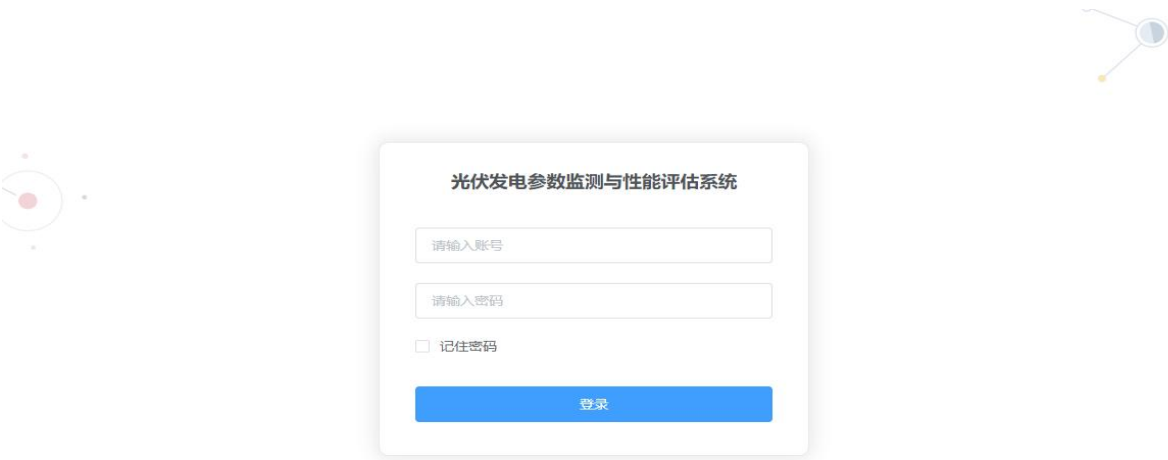 光伏发电参数监测与性能评估系统
请输入账号
请输入密码
记住密码
登录